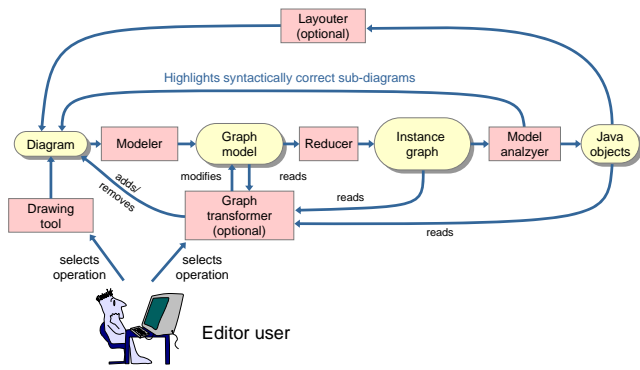 Layouter
(optional)
Highlights syntactically correct sub-diagrams
Diagram
Modeler
Graph
model
Reducer
Instance
graph
Model
analzyer
Java
objects
adds/
removes
modifies
reads
Drawing
tool
Graph
transformer
(optional)
reads
reads
selects
operation
selects
operation
Editor user